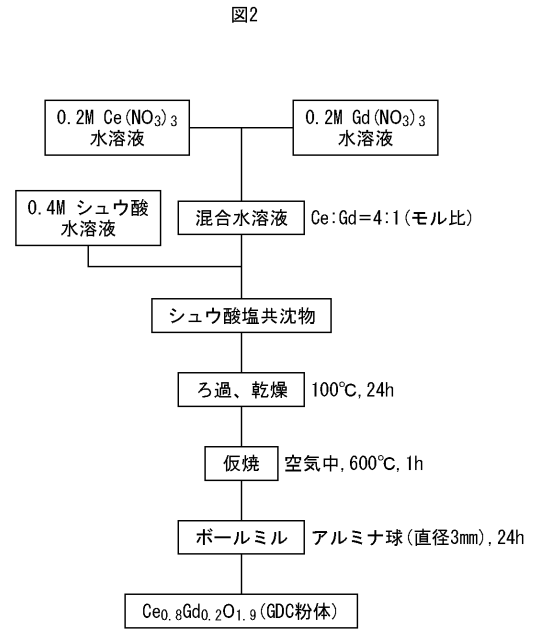 図2
0.2M Ce(NO₃)₃
水溶液
0.2M Gd(NO₃)₃
水溶液
0.4M シュウ酸
水溶液
混合水溶液
Ce:Gd=4:1(モル比)
シュウ酸塩共沈物
ろ過、乾燥
100℃,24h
仮焼
空気中,600℃,1h
ボールミル
アルミナ球(直径3mm),24h
Ce₀.₈Gd₀.₂O₁.₉(GDC粉体)